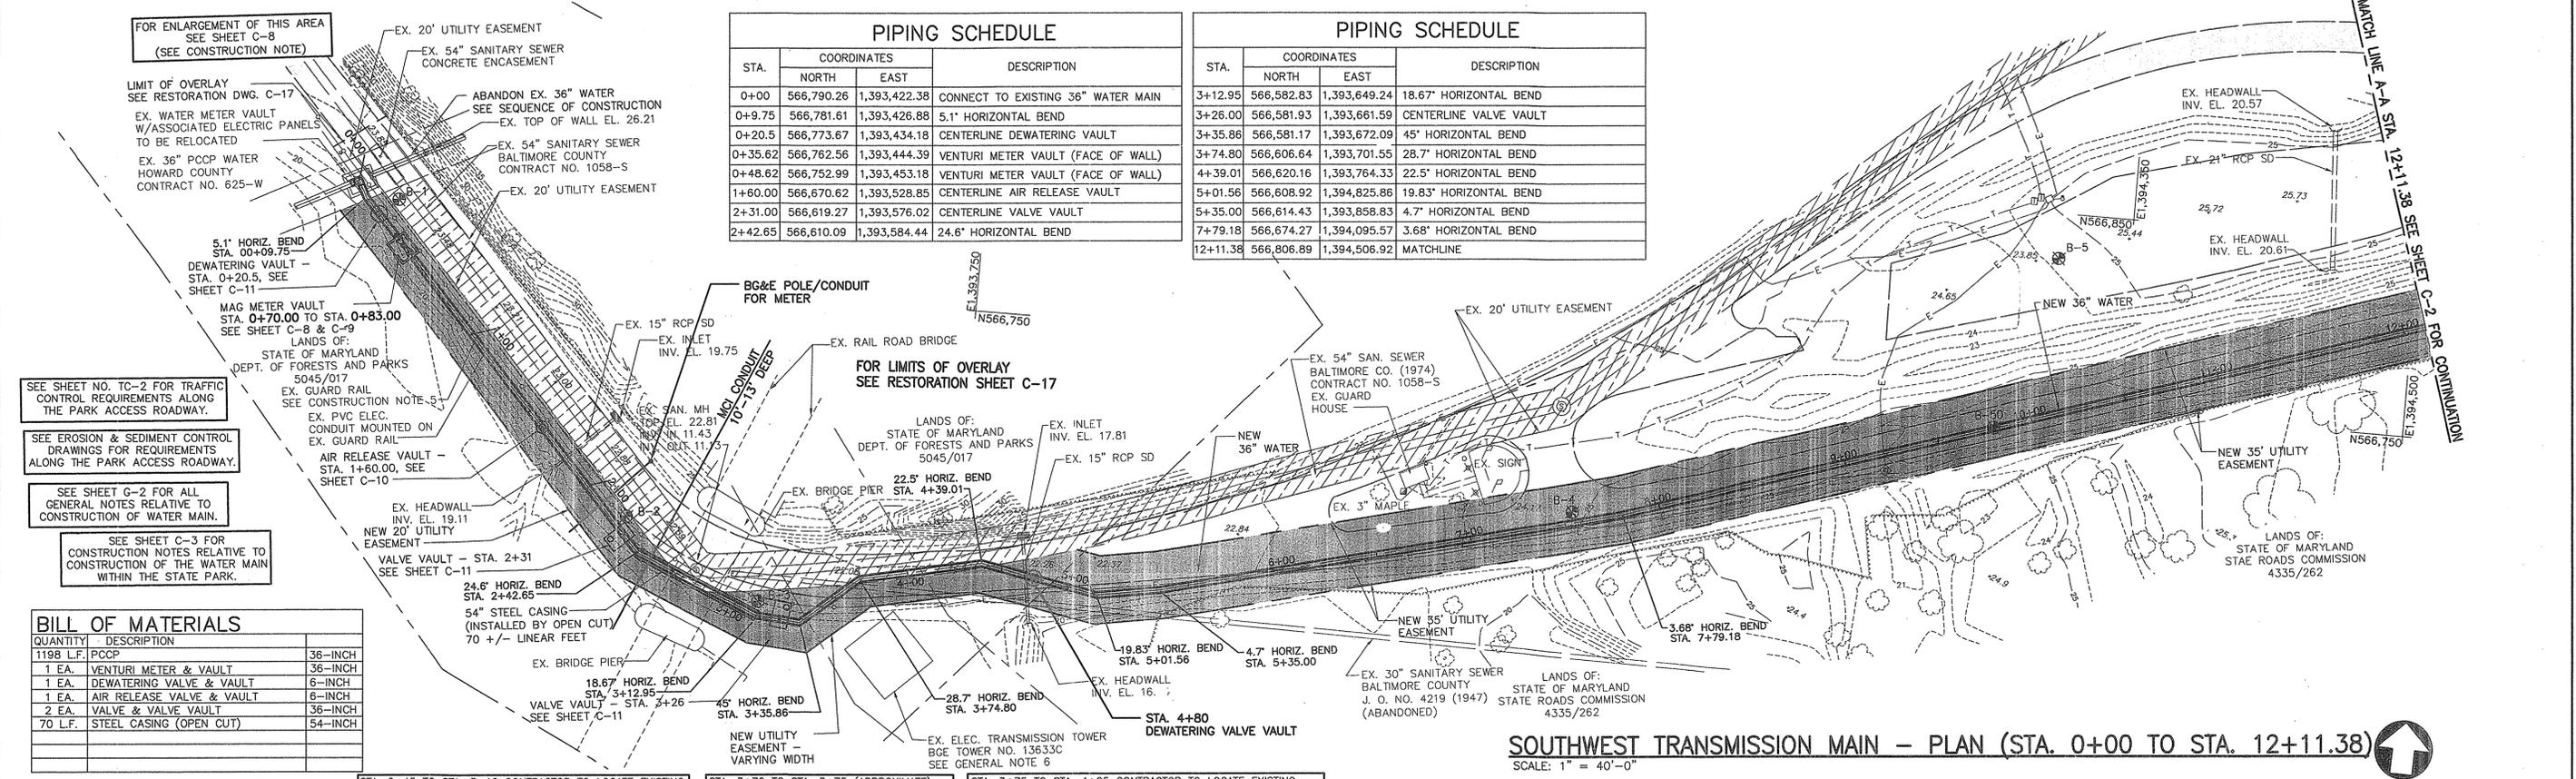 FOR ENLARGEMENT OF THIS AREA
SEE SHEET C-8
(SEE CONSTRUCTION NOTE)
EX. 20' UTILITY EASEMENT
EX. 54" SANITARY SEWER
CONCRETE ENCASEMENT
LIMIT OF OVERLAY
SEE RESTORATION DWG. C-17
ABANDON EX. 36" WATER
SEE SEQUENCE OF CONSTRUCTION
EX. TOP OF WALL EL. 26.21
EX. WATER METER VAULT
W/ASSOCIATED ELECTRIC PANELS
TO BE RELOCATED
EX. 54" SANITARY SEWER
BALTIMORE COUNTY
CONTRACT NO. 1058-S
EX. 36" PCCP WATER
HOWARD COUNTY
CONTRACT NO. 625-W
EX. 20' UTILITY EASEMENT
0+00
B-1
5.1° HORIZ. BEND
STA. 00+09.75
DEWATERING VAULT -
STA. 0+20.5, SEE
SHEET C-11
MAG METER VAULT
STA. 0+70.00 TO STA. 0+83.00
SEE SHEET C-8 & C-9
LANDS OF:
STATE OF MARYLAND
DEPT. OF FORESTS AND PARKS
5045/017
EX. GUARD RAIL
SEE CONSTRUCTION NOTE 5
EX. PVC ELEC.
CONDUIT MOUNTED ON
EX. GUARD RAIL
AIR RELEASE VAULT -
STA. 1+60.00, SEE
SHEET C-10
EX. HEADWALL
INV. EL. 19.11
NEW 20' UTILITY
EASEMENT
VALVE VAULT - STA. 2+31
SEE SHEET C-11
24.6° HORIZ. BEND
STA. 2+42.65
54" STEEL CASING
(INSTALLED BY OPEN CUT)
70 +/- LINEAR FEET
EX. BRIDGE PIER
18.67° HORIZ. BEND
STA. 3+12.95
VALVE VAULT - STA. 3+26
SEE SHEET C-11
SEE SHEET NO. TC-2 FOR TRAFFIC
CONTROL REQUIREMENTS ALONG
THE PARK ACCESS ROADWAY.
SEE EROSION & SEDIMENT CONTROL
DRAWINGS FOR REQUIREMENTS
ALONG THE PARK ACCESS ROADWAY.
SEE SHEET G-2 FOR ALL
GENERAL NOTES RELATIVE TO
CONSTRUCTION OF WATER MAIN.
SEE SHEET C-3 FOR
CONSTRUCTION NOTES RELATIVE TO
CONSTRUCTION OF THE WATER MAIN
WITHIN THE STATE PARK.
BILL OF MATERIALS
QUANTITY DESCRIPTION
1198 L.F. PCCP 36-INCH
1 EA. VENTURI METER & VAULT 36-INCH
1 EA. DEWATERING VALVE & VAULT 6-INCH
1 EA. AIR RELEASE VALVE & VAULT 6-INCH
2 EA. VALVE & VALVE VAULT 36-INCH
70 L.F. STEEL CASING (OPEN CUT) 54-INCH
PIPING SCHEDULE
STA. COORDINATES DESCRIPTION
NORTH EAST
0+00 566,790.26 1,393,422.38 CONNECT TO EXISTING 36" WATER MAIN
0+9.75 566,781.61 1,393,426.88 5.1° HORIZONTAL BEND
0+20.5 566,773.67 1,393,434.18 CENTERLINE DEWATERING VAULT
0+35.62 566,762.56 1,393,444.39 VENTURI METER VAULT (FACE OF WALL)
0+48.62 566,752.99 1,393,453.18 VENTURI METER VAULT (FACE OF WALL)
1+60.00 566,670.62 1,393,528.85 CENTERLINE AIR RELEASE VAULT
2+31.00 566,619.27 1,393,576.02 CENTERLINE VALVE VAULT
2+42.65 566,610.09 1,393,584.44 24.6° HORIZONTAL BEND
PIPING SCHEDULE
STA. COORDINATES DESCRIPTION
NORTH EAST
3+12.95 566,582.83 1,393,649.24 18.67° HORIZONTAL BEND
3+26.00 566,581.93 1,393,661.59 CENTERLINE VALVE VAULT
3+35.86 566,581.17 1,393,672.09 45° HORIZONTAL BEND
3+74.80 566,606.64 1,393,701.55 28.7° HORIZONTAL BEND
4+39.01 566,620.16 1,393,764.33 22.5° HORIZONTAL BEND
5+01.56 566,608.92 1,394,825.86 19.83° HORIZONTAL BEND
5+35.00 566,614.43 1,393,858.83 4.7° HORIZONTAL BEND
7+79.18 566,674.27 1,394,095.57 3.68° HORIZONTAL BEND
12+11.38 566,806.89 1,394,506.92 MATCHLINE
BG&E POLE/CONDUIT
FOR METER
E1,393,750
N566,750
EX. 15" RCP SD
EX. INLET
INV. EL. 19.75
MCI CONDUIT
10'-13' DEEP
EX. RAIL ROAD BRIDGE
FOR LIMITS OF OVERLAY
SEE RESTORATION SHEET C-17
EX. SAN. MH
TOP EL. 22.81
INV. IN 11.43
INV. OUT 11.13
LANDS OF:
STATE OF MARYLAND
DEPT. OF FORESTS AND PARKS
5045/017
EX. INLET
INV. EL. 17.81
EX. 15" RCP SD
22.5° HORIZ. BEND
STA. 4+39.01
EX. BRIDGE PIER
NEW
36" WATER
B-2
45° HORIZ. BEND
STA. 3+35.86
NEW UTILITY
EASEMENT -
VARYING WIDTH
28.7° HORIZ. BEND
STA. 3+74.80
EX. ELEC. TRANSMISSION TOWER
BGE TOWER NO. 13633C
SEE GENERAL NOTE 6
EX. HEADWALL
INV. EL. 16.
STA. 4+80
DEWATERING VALVE VAULT
19.83° HORIZ. BEND
STA. 5+01.56
4.7° HORIZ. BEND
STA. 5+35.00
EX. 20' UTILITY EASEMENT
EX. 54" SAN. SEWER
BALTIMORE CO. (1974)
CONTRACT NO. 1058-S
EX. GUARD
HOUSE
EX. SIGN
EX. 3" MAPLE
22.84
B-4
NEW 35' UTILITY
EASEMENT
EX. 30" SANITARY SEWER
BALTIMORE COUNTY
J. O. NO. 4219 (1947)
(ABANDONED)
LANDS OF:
STATE OF MARYLAND
STATE ROADS COMMISSION
4335/262
3.68° HORIZ. BEND
STA. 7+79.18
EX. HEADWALL
INV. EL. 20.57
EX. 21" RCP SD
E1,394,350
N566,850
25.44
25.72
25.73
23.85
B-5
EX. HEADWALL
INV. EL. 20.61
24.65
NEW 36" WATER
MATCH LINE A-A STA. 12+11.38 SEE SHEET C-2 FOR CONTINUATION
E1,394,500
N566,750
NEW 35' UTILITY
EASEMENT
LANDS OF:
STATE OF MARYLAND
STAE ROADS COMMISSION
4335/262
24.9
24.4
SOUTHWEST TRANSMISSION MAIN - PLAN (STA. 0+00 TO STA. 12+11.38)
SCALE: 1" = 40'-0"